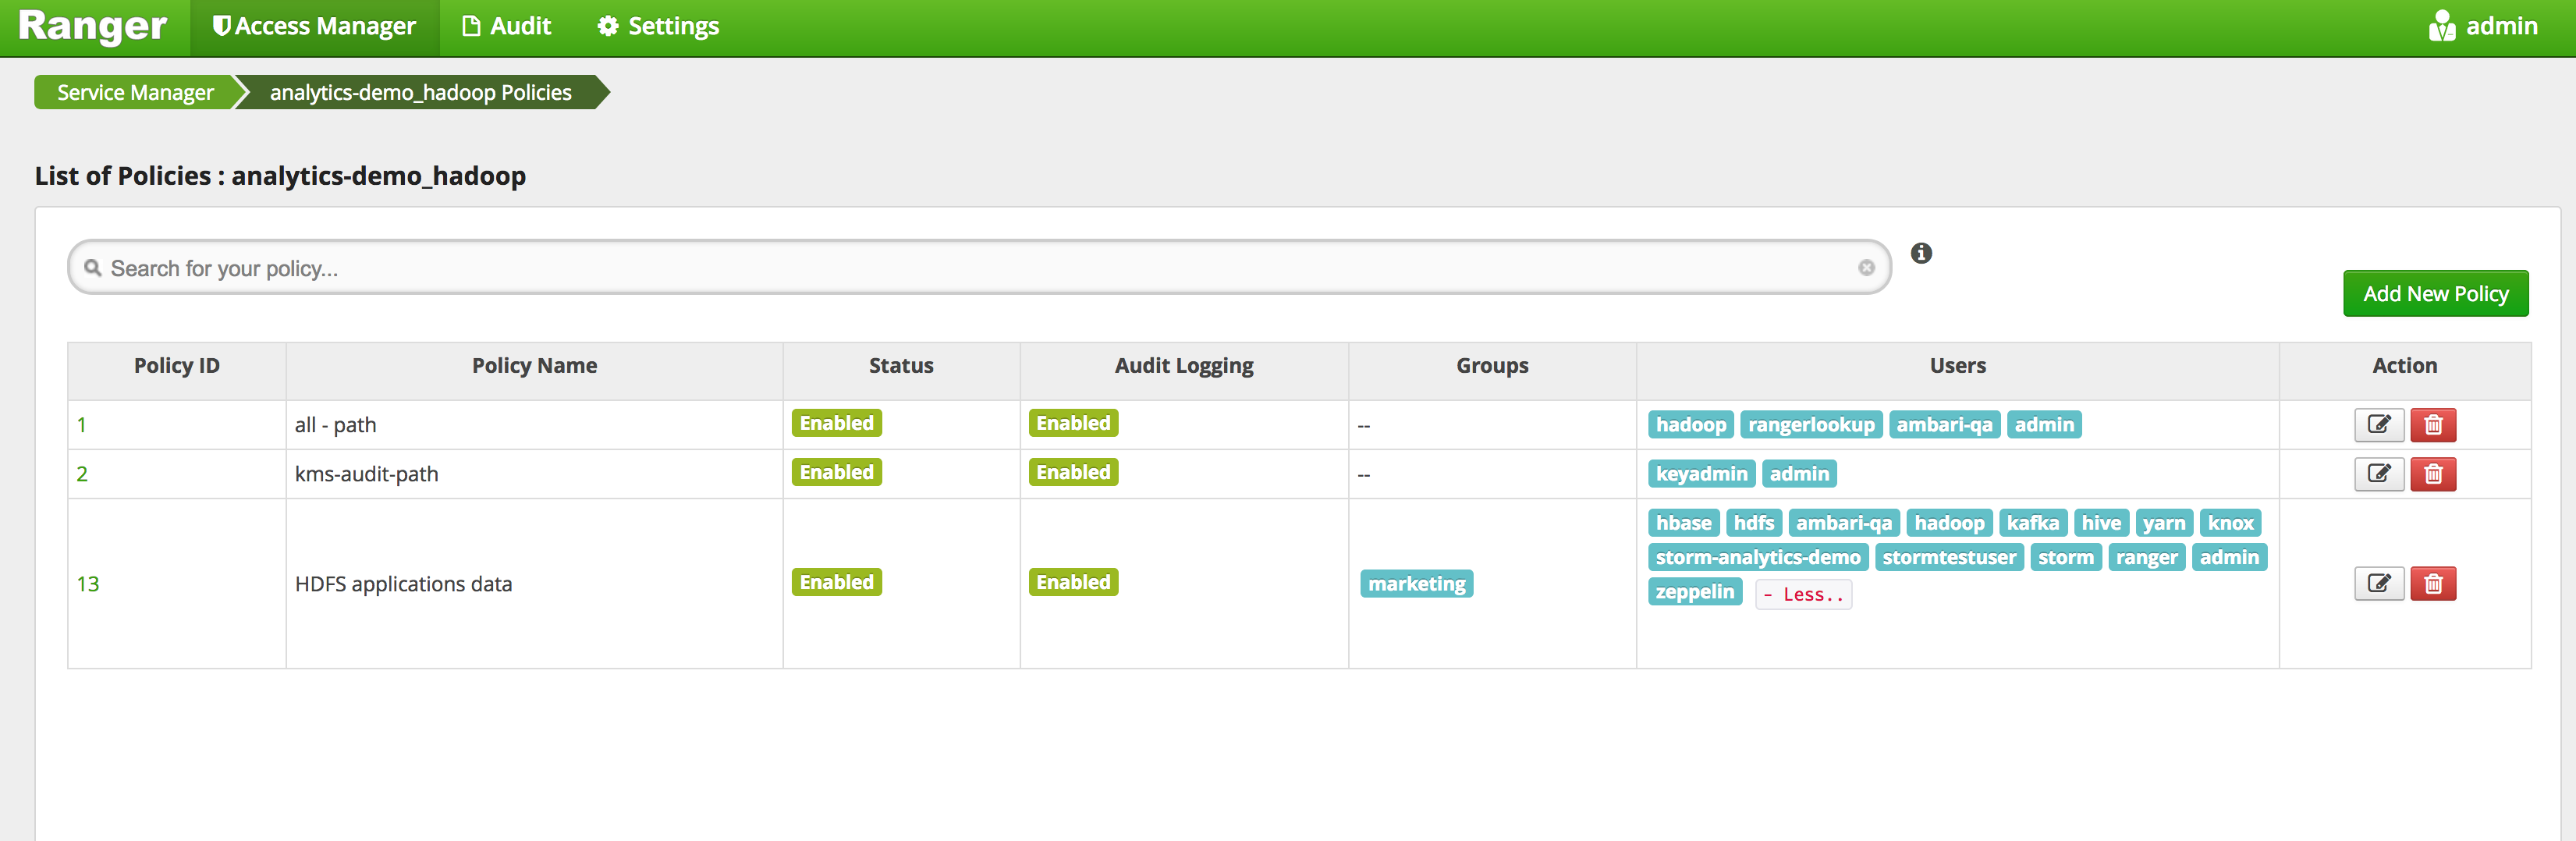 Ranger Access Manager Audit Settings admin
Service Manager analytics-demo_hadoop Policies
List of Policies : analytics-demo_hadoop
Search for your policy...
Add New Policy
Policy ID Policy Name Status Audit Logging Groups Users Action
1 all - path Enabled Enabled -- hadoop rangerlookup ambari-qa admin
2 kms-audit-path Enabled Enabled -- keyadmin admin
13 HDFS applications data Enabled Enabled marketing hbase hdfs ambari-qa hadoop kafka hive yarn knox
storm-analytics-demo stormtestuser storm ranger admin
zeppelin - Less..